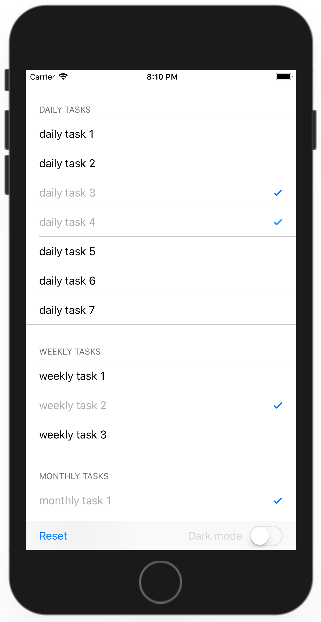 Carrier 8:10 PM
DAILY TASKS
daily task 1
daily task 2
daily task 3
daily task 4
daily task 5
daily task 6
daily task 7
WEEKLY TASKS
weekly task 1
weekly task 2
weekly task 3
MONTHLY TASKS
monthly task 1
Reset Dark mode